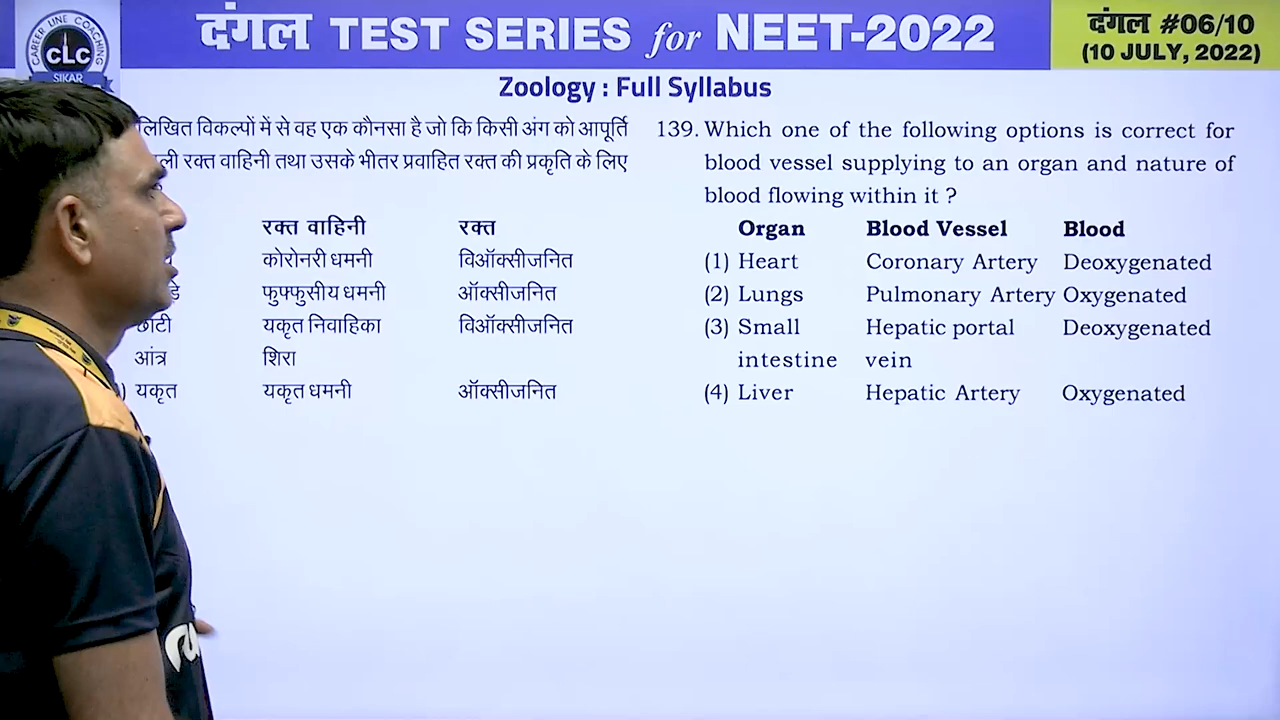 CAREER LINE COACHING
CLC
SIKAR
दंगल TEST SERIES for NEET-2022
दंगल #06/10
(10 JULY, 2022)
Zoology : Full Syllabus
विकल्पों में से वह एक कौनसा है जो कि किसी अंग को आपूर्ति
रक्त वाहिनी तथा उसके भीतर प्रवाहित रक्त की प्रकृति के लिए
रक्त वाहिनी रक्त
कोरोनरी धमनी विऑक्सीजनित
फुफ्फुसीय धमनी ऑक्सीजनित
छोटी यकृत निवाहिका विऑक्सीजनित
आंत्र शिरा
यकृत यकृत धमनी ऑक्सीजनित
139. Which one of the following options is correct for
blood vessel supplying to an organ and nature of
blood flowing within it ?
Organ Blood Vessel Blood
(1) Heart Coronary Artery Deoxygenated
(2) Lungs Pulmonary Artery Oxygenated
(3) Small Hepatic portal Deoxygenated
intestine vein
(4) Liver Hepatic Artery Oxygenated